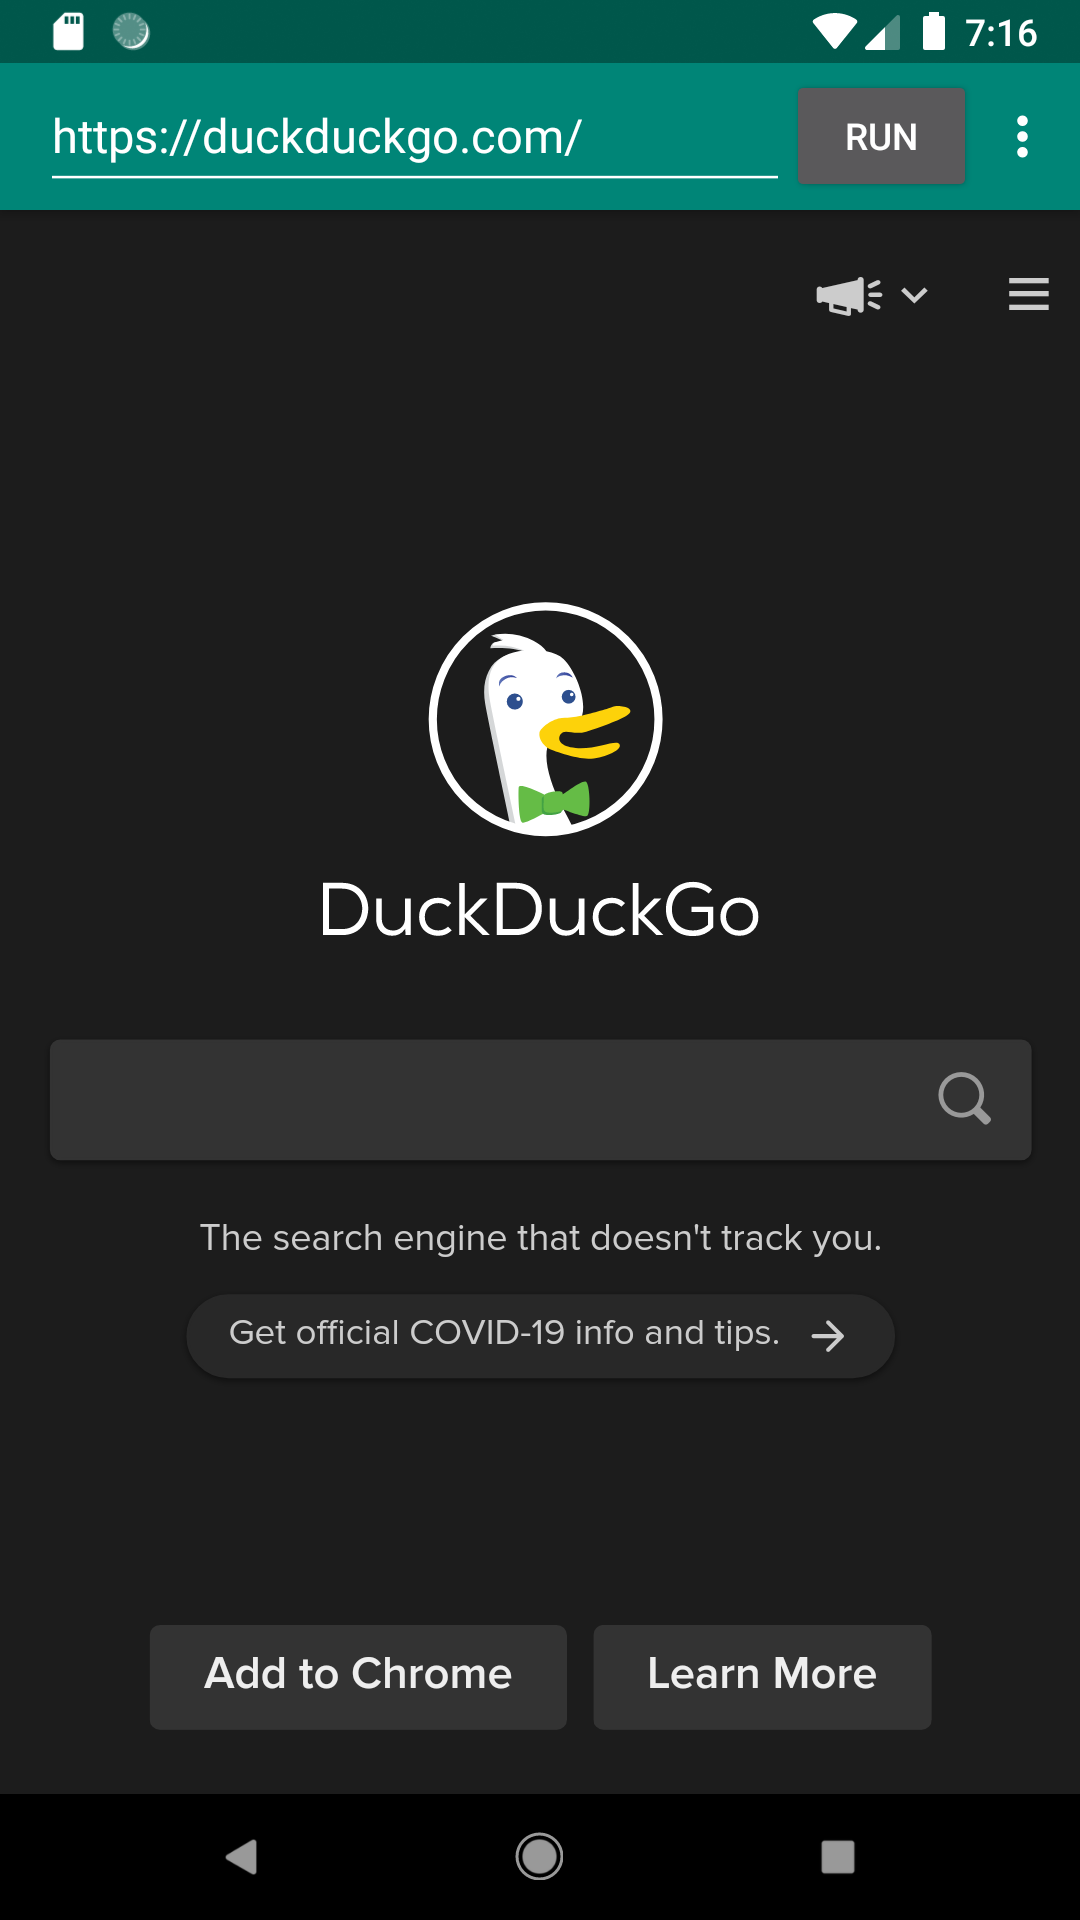 7:16
https://duckduckgo.com/
RUN
DuckDuckGo
The search engine that doesn't track you.
Get official COVID-19 info and tips.
Add to Chrome
Learn More